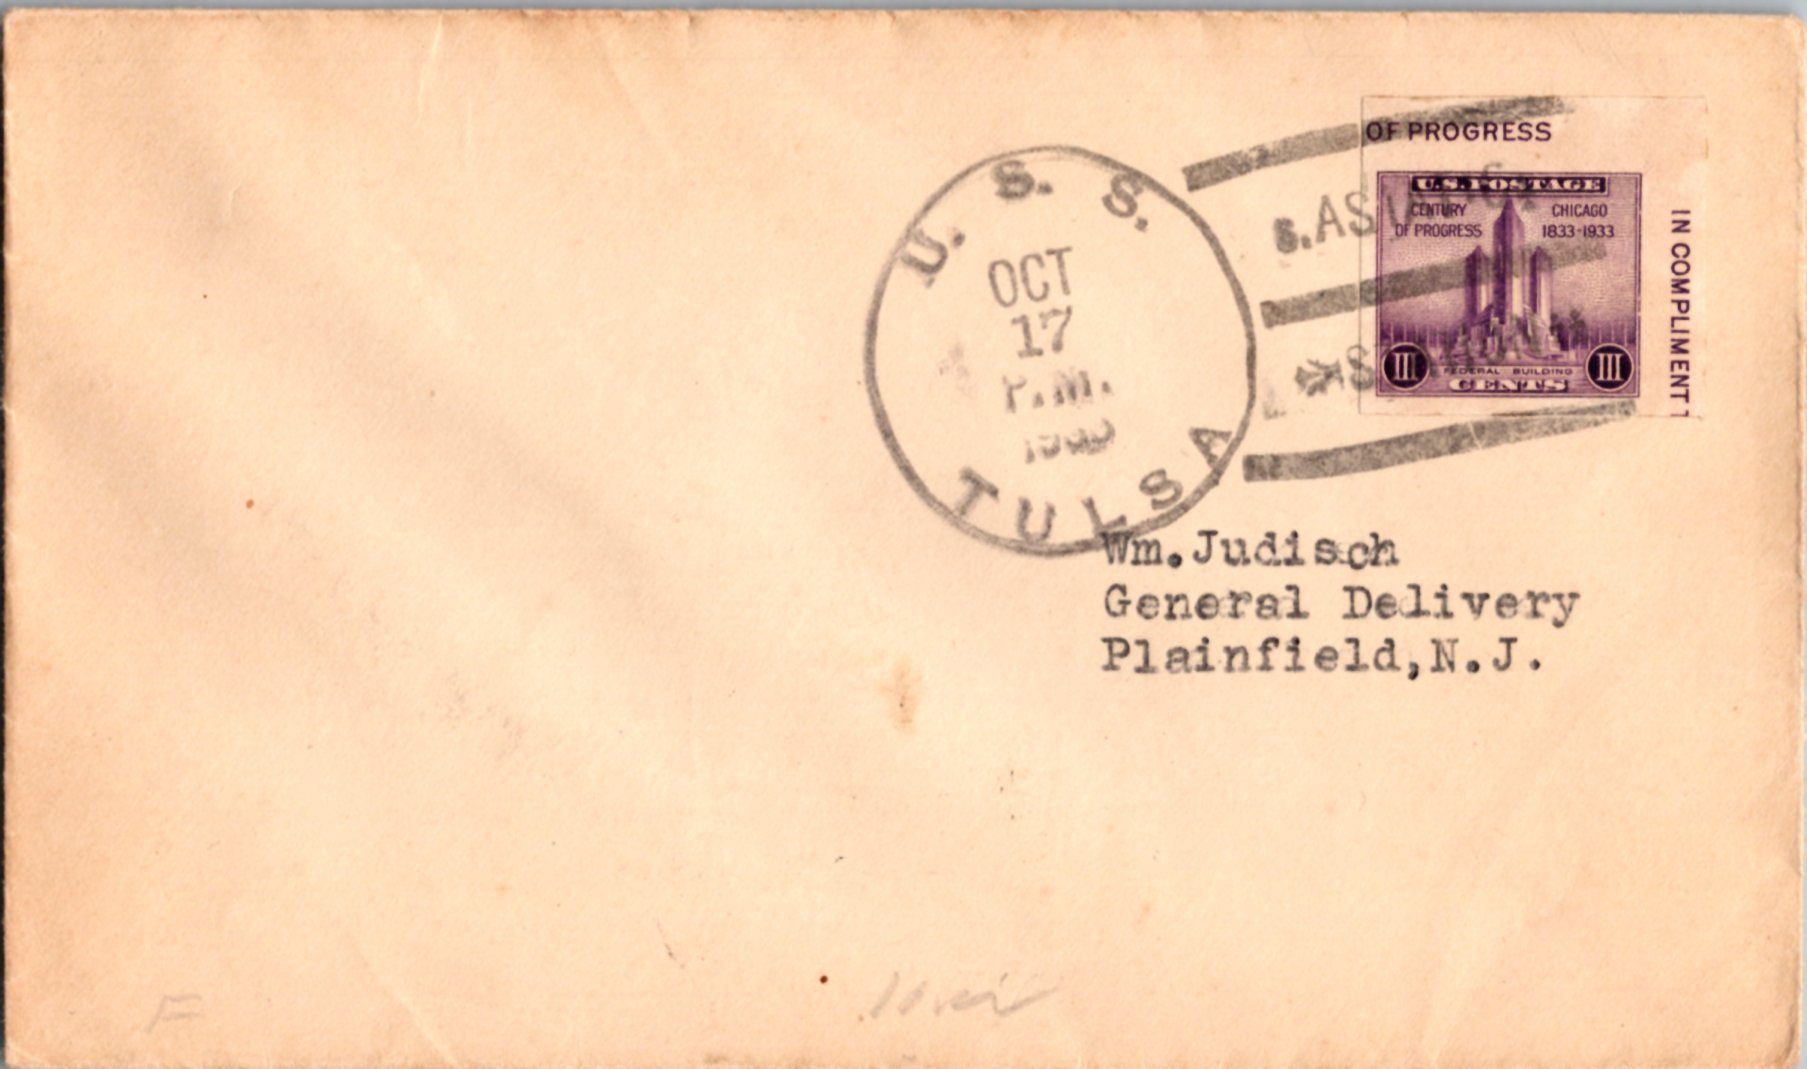 OF PROGRESS
U.S. POSTAGE
CENTURY
OF PROGRESS
CHICAGO
1833-1933
III
FEDERAL BUILDING
III
CENTS
IN COMPLIMENT
U. S. S.
OCT
17
P.M.
TULSA
Wm.Judisch
General Delivery
Plainfield,N.J.
F